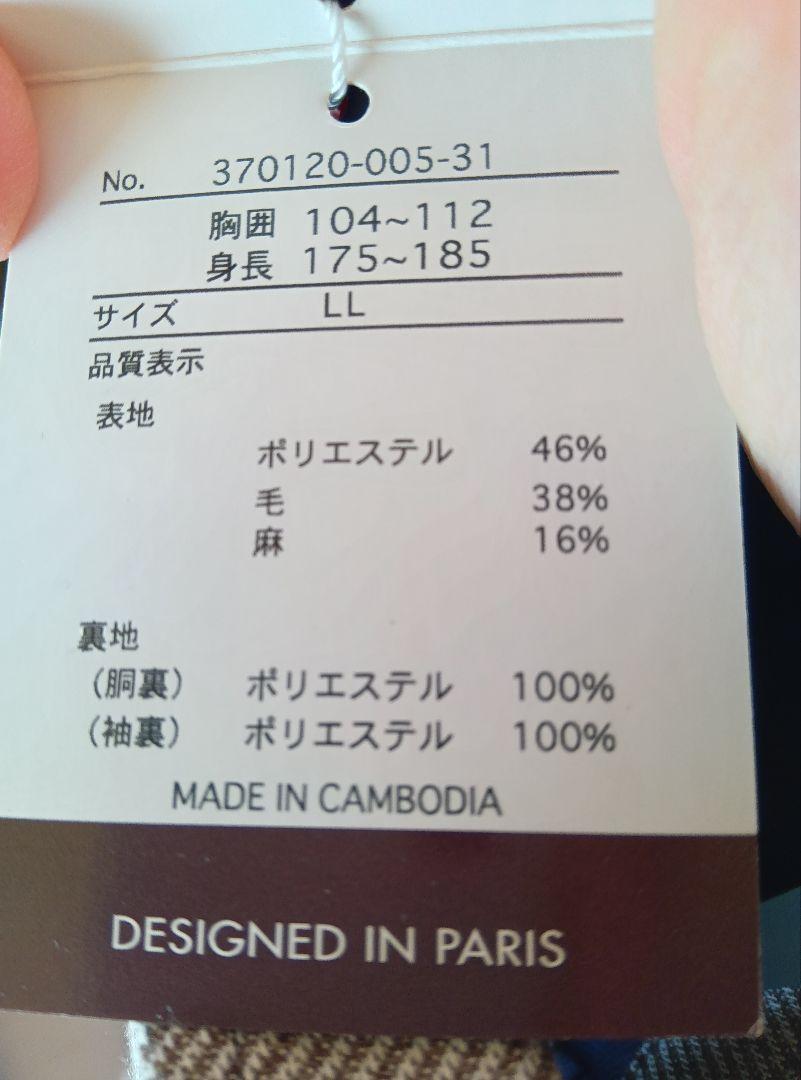 No. 370120-005-31
胸囲 104~112
身長 175~185
サイズ LL
品質表示
表地
ポリエステル 46%
毛 38%
麻 16%
裏地
(胴裏) ポリエステル 100%
(袖裏) ポリエステル 100%
MADE IN CAMBODIA
DESIGNED IN PARIS